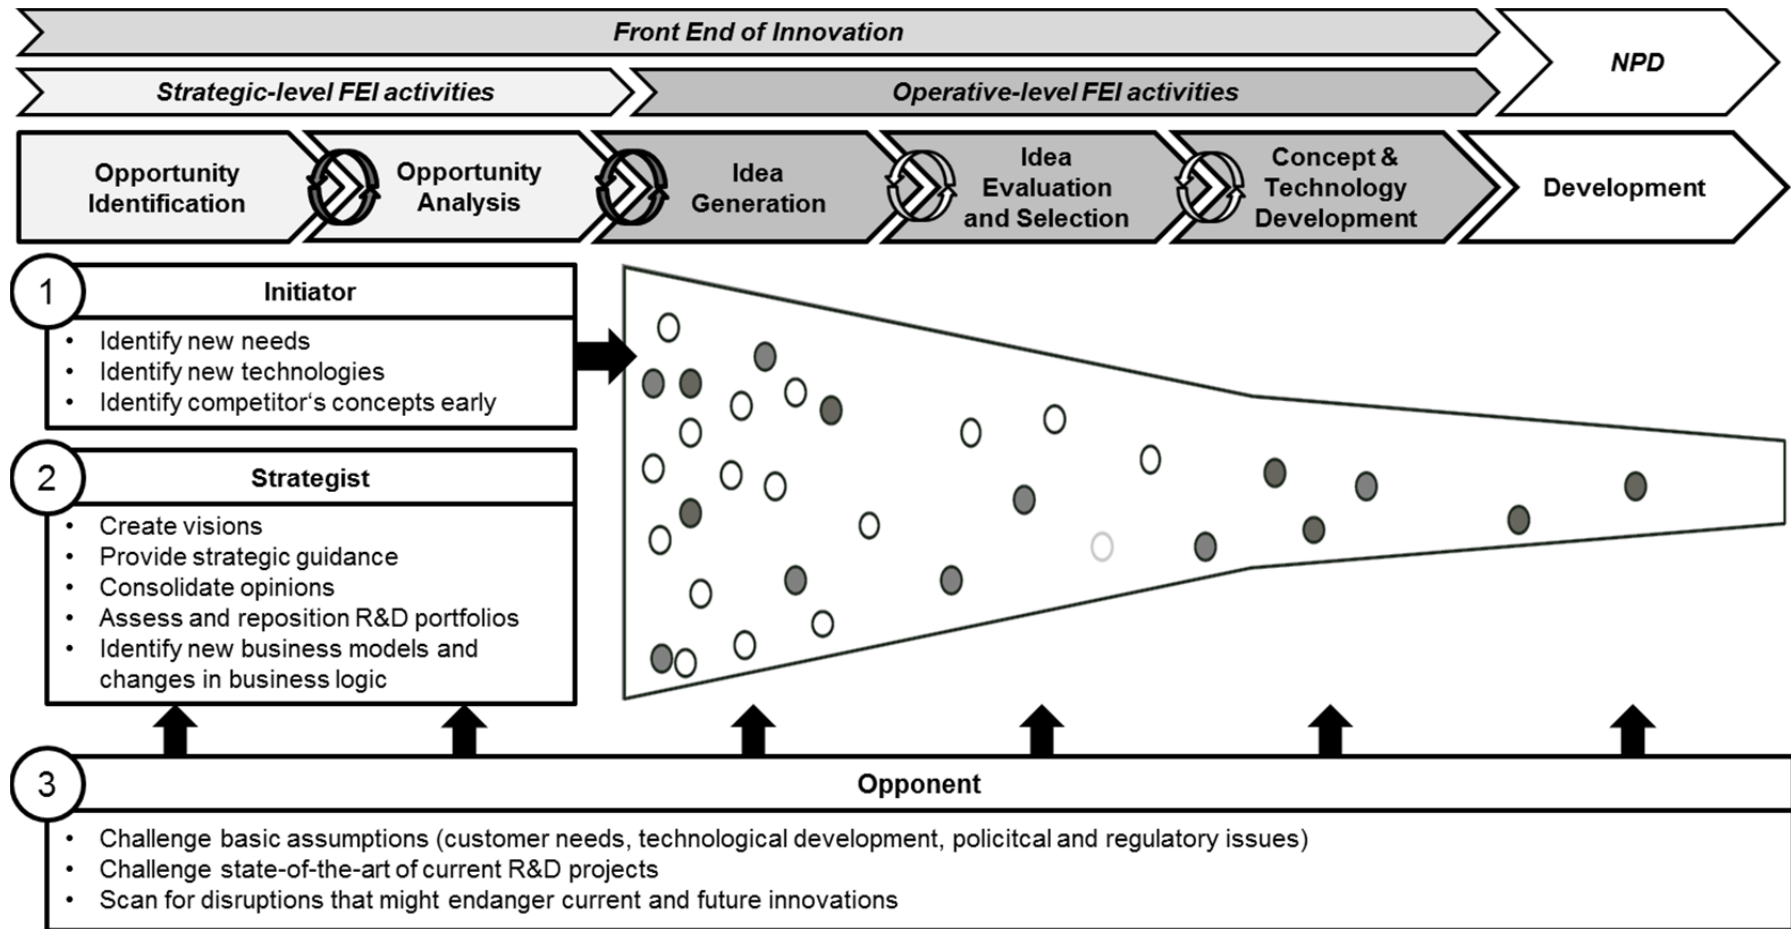 Front End of Innovation
NPD
Strategic-level FEI activities
Operative-level FEI activities
Opportunity
Identification
Opportunity
Analysis
Idea
Generation
Idea
Evaluation
and Selection
Concept &
Technology
Development
Development
1
Initiator
• Identify new needs
• Identify new technologies
• Identify competitor‘s concepts early
2
Strategist
• Create visions
• Provide strategic guidance
• Consolidate opinions
• Assess and reposition R&D portfolios
• Identify new business models and
changes in business logic
3
Opponent
• Challenge basic assumptions (customer needs, technological development, policitcal and regulatory issues)
• Challenge state-of-the-art of current R&D projects
• Scan for disruptions that might endanger current and future innovations